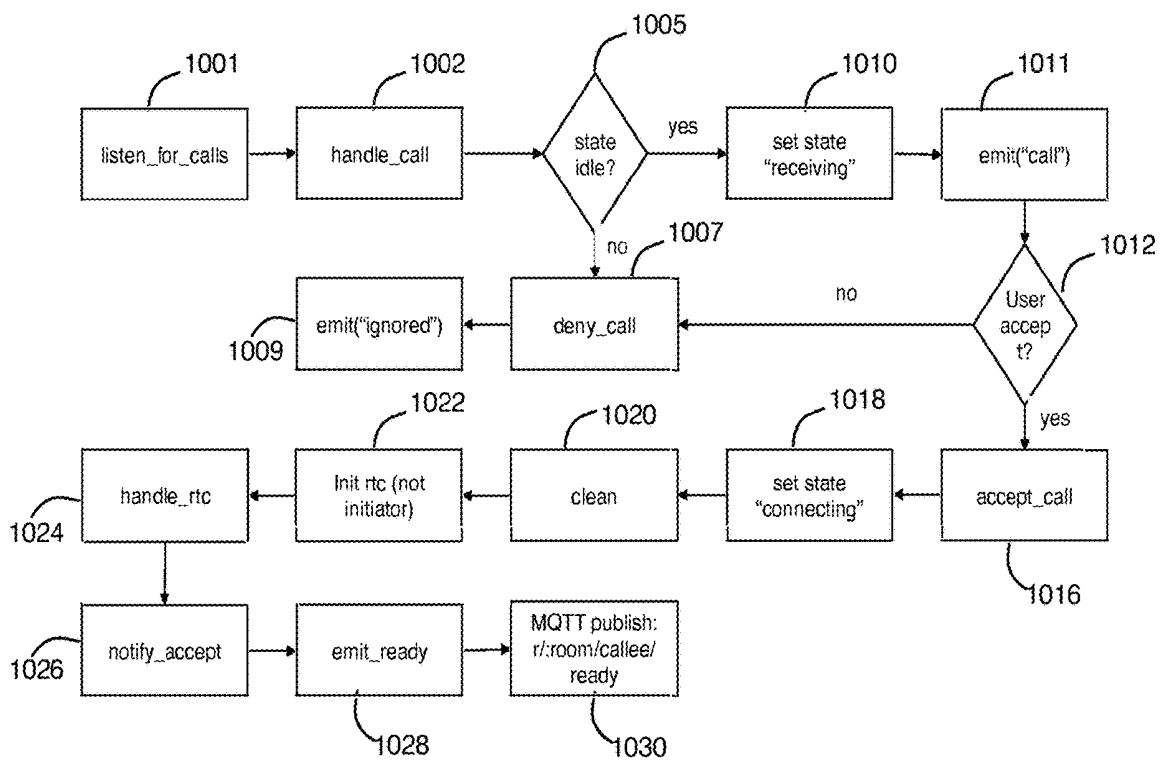 1005
1001
1002
1010
1011
listen_for_calls
handle_call
state
idle?
yes
set state
“receiving”
emit(“call”)
no
1007
1012
1009
emit(“ignored”)
deny_call
no
User
accep
t?
yes
1022
1020
1018
1024
handle_rtc
Init rtc (not
initiator)
clean
set state
“connecting”
accept_call
1016
1026
notify_accept
emit_ready
MQTT publish:
r/:room/callee/
ready
1028
1030